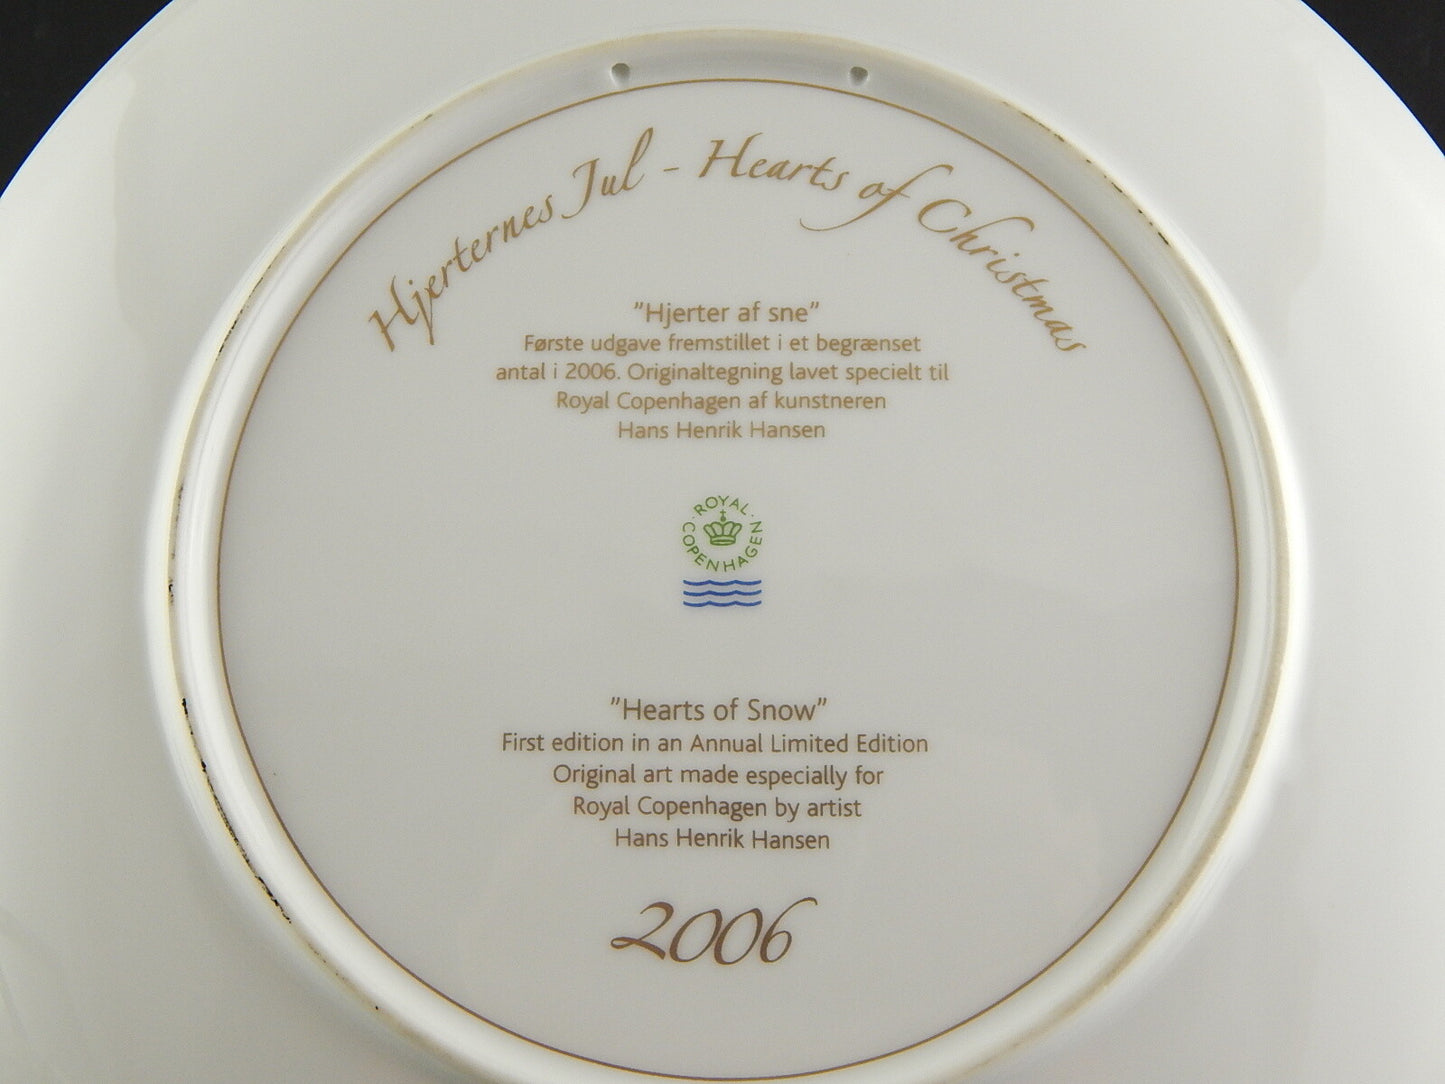 Hjerternes Jul - Hearts of Christmas
"Hjerter af sne"
Første udgave fremstillet i et begrænset
antal i 2006. Originaltegning lavet specielt til
Royal Copenhagen af kunstneren
Hans Henrik Hansen
ROYAL COPENHAGEN
"Hearts of Snow"
First edition in an Annual Limited Edition
Original art made especially for
Royal Copenhagen by artist
Hans Henrik Hansen
2006